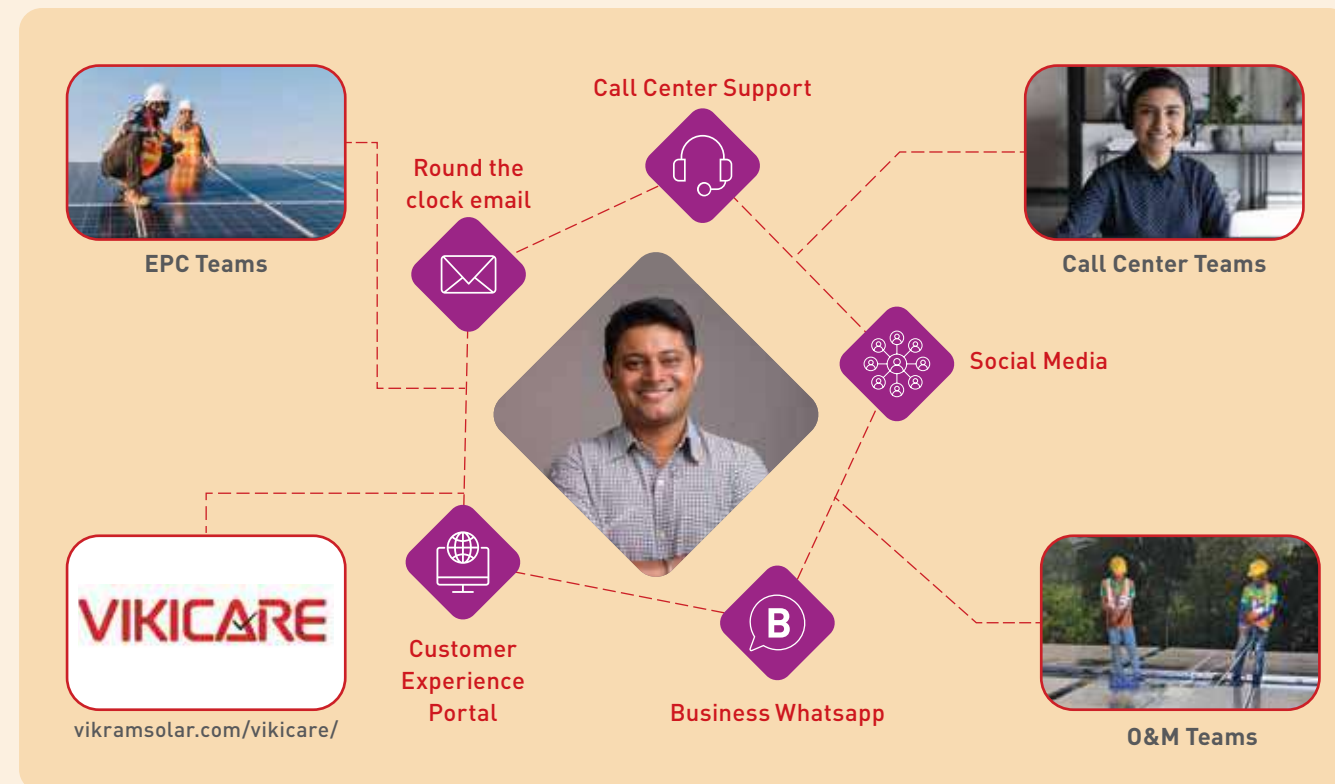 Call Center Support
Round the
clock email
EPC Teams
Call Center Teams
Social Media
VIKICARE
vikramsolar.com/vikicare/
Customer
Experience
Portal
B
Business Whatsapp
O&M Teams